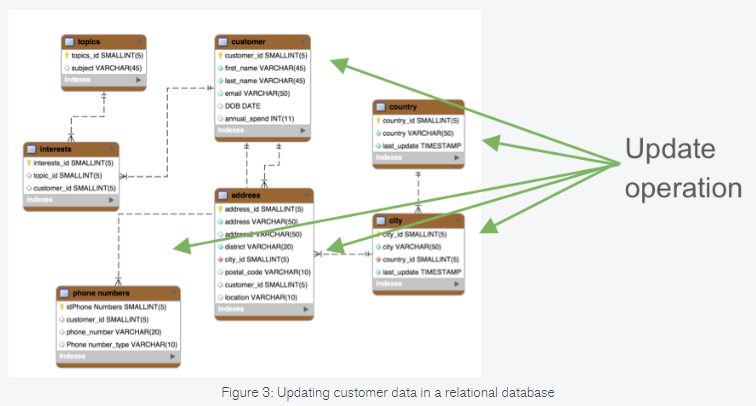 topics
topics_id SMALLINT(5)
subject VARCHAR(45)
Indexes
customer
customer_id SMALLINT(5)
first_name VARCHAR(45)
last_name VARCHAR(45)
email VARCHAR(50)
DOB DATE
annual_spend INT(11)
Indexes
country
country_id SMALLINT(5)
country VARCHAR(50)
last_update TIMESTAMP
Indexes
interests
interests_id SMALLINT(5)
topic_id SMALLINT(5)
customer_id SMALLINT(5)
Indexes
address
address_id SMALLINT(5)
address VARCHAR(50)
address2 VARCHAR(50)
district VARCHAR(20)
city_id SMALLINT(5)
postal_code VARCHAR(10)
customer_id SMALLINT(5)
location VARCHAR(10)
Indexes
city
city_id SMALLINT(5)
city VARCHAR(50)
country_id SMALLINT(5)
last_update TIMESTAMP
Indexes
phone numbers
idPhone Numbers SMALLINT(5)
customer_id SMALLINT(5)
phone_number VARCHAR(20)
Phone number_type VARCHAR(10)
Indexes
Update
operation
Figure 3: Updating customer data in a relational database